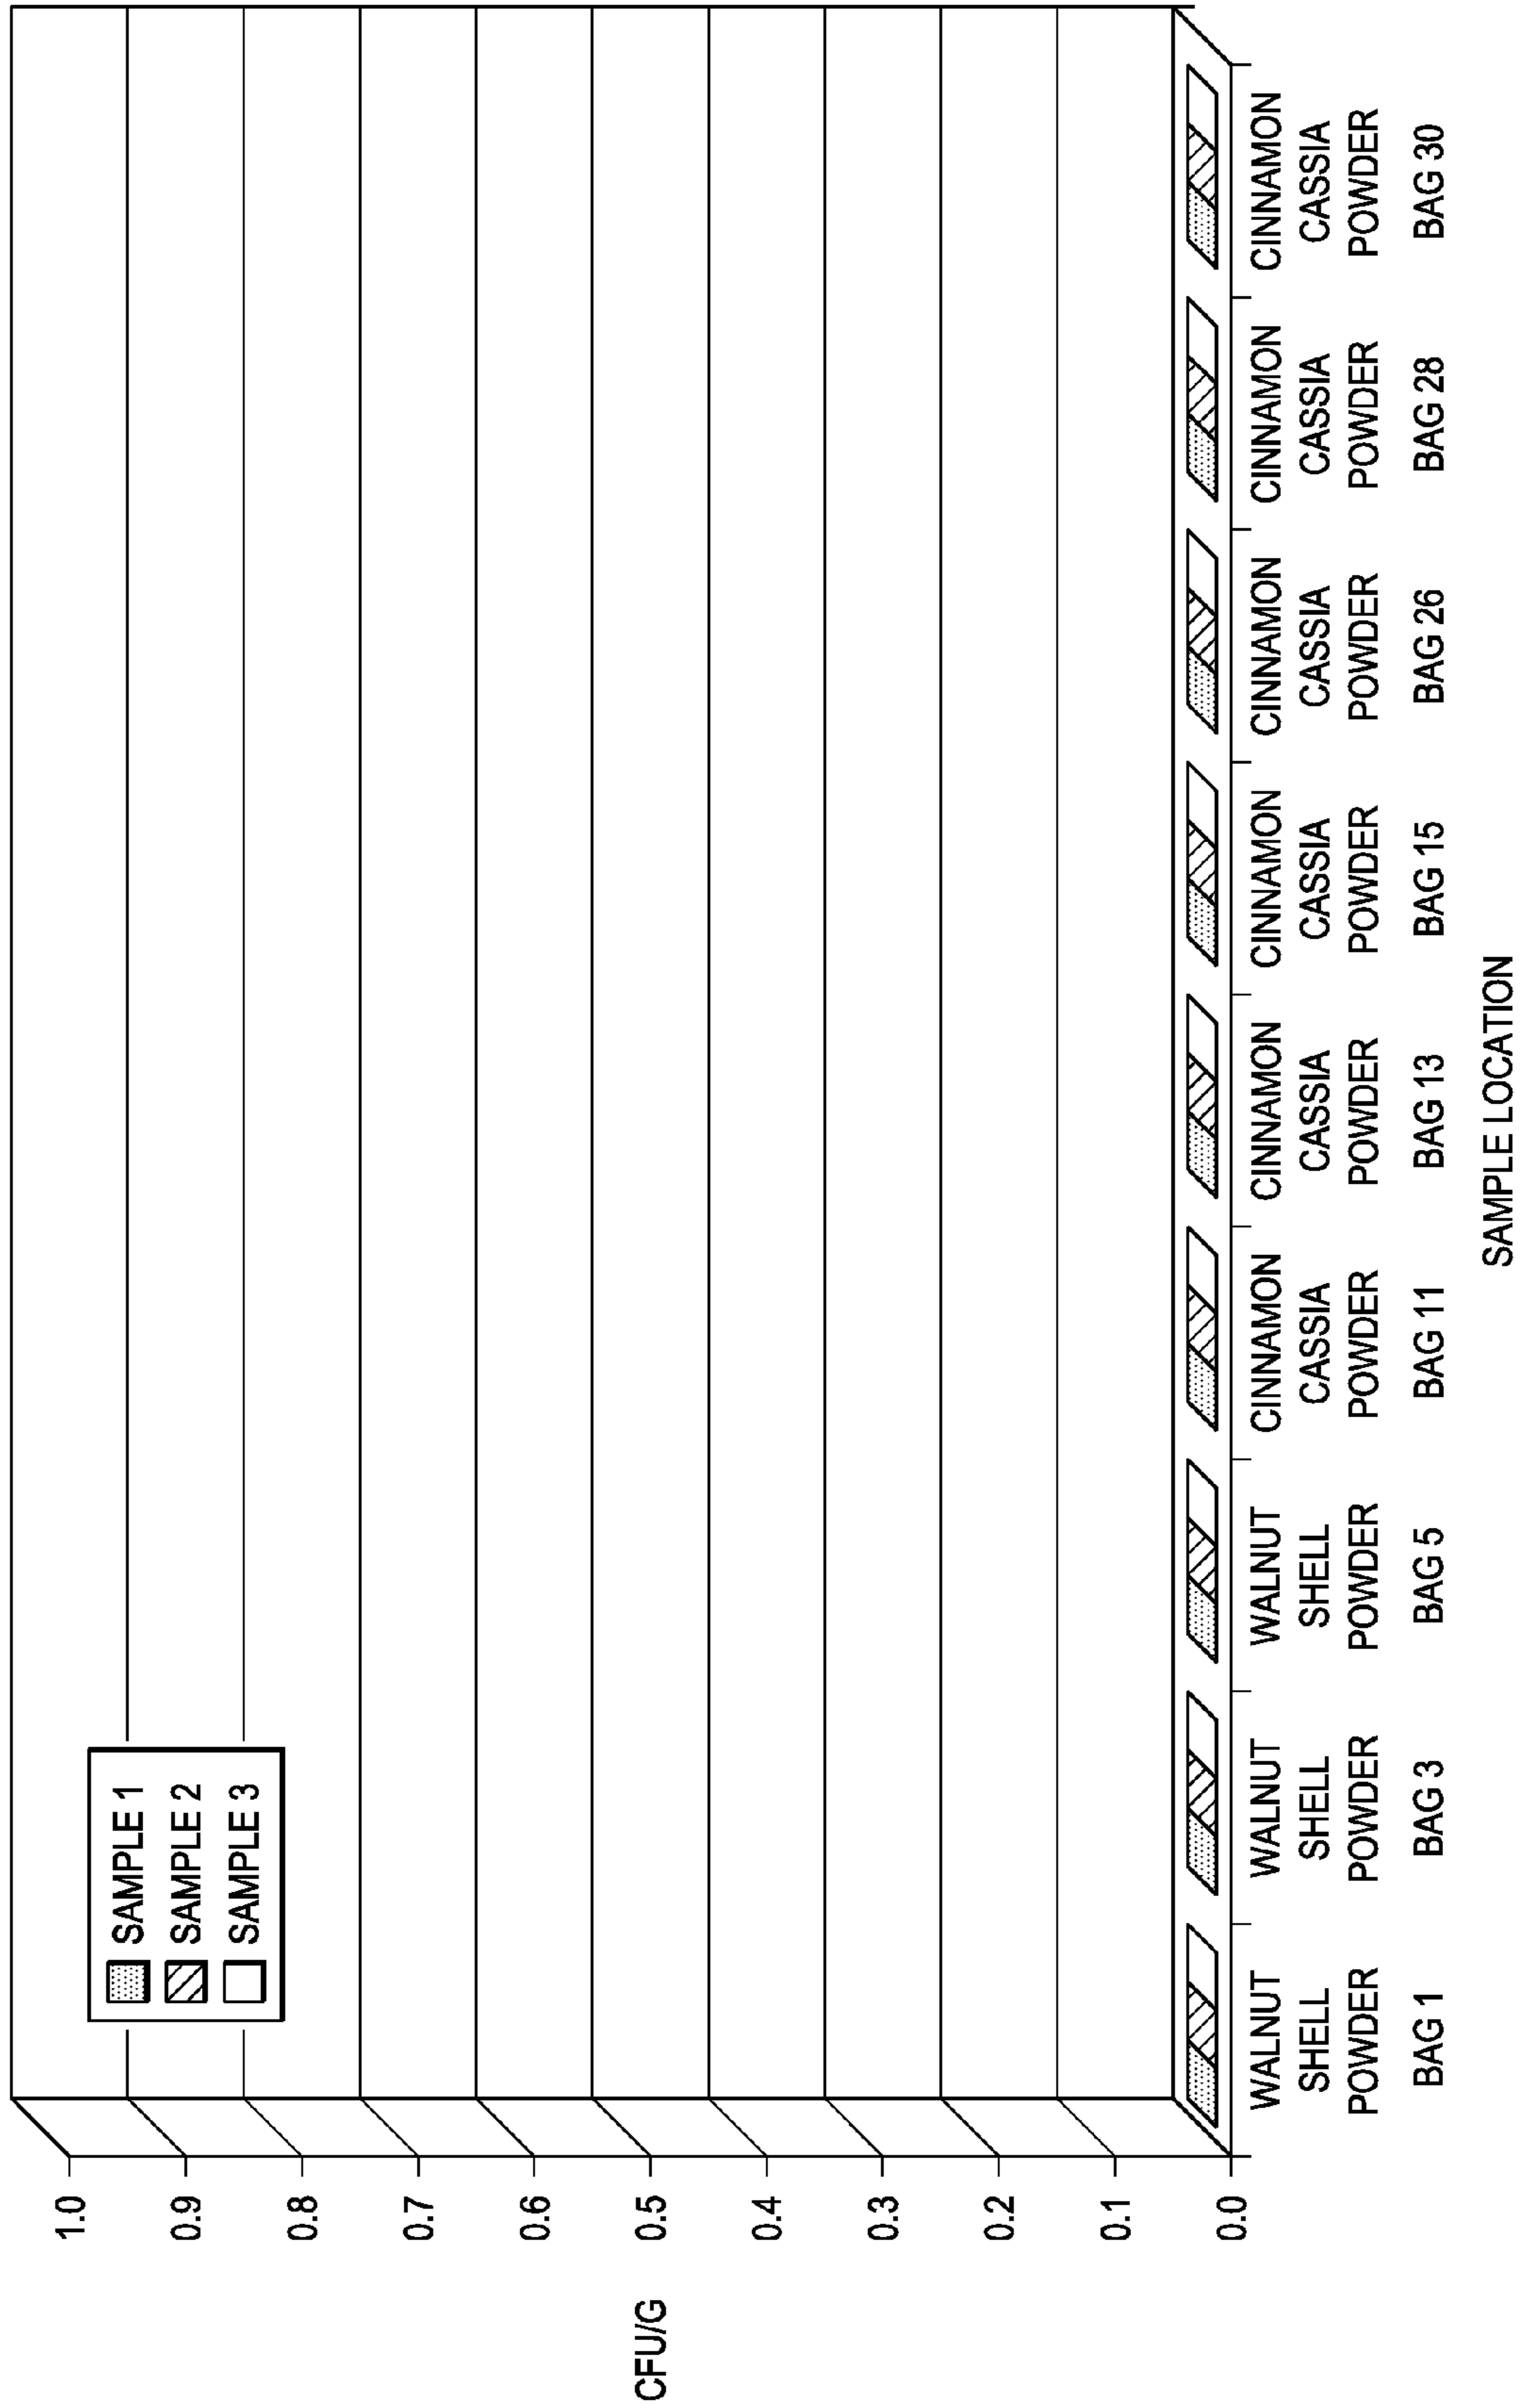 SAMPLE 1
SAMPLE 2
SAMPLE 3
CFU/G
1.0
0.9
0.8
0.7
0.6
0.5
0.4
0.3
0.2
0.1
0.0
WALNUT
SHELL
POWDER
BAG 1
WALNUT
SHELL
POWDER
BAG 3
WALNUT
SHELL
POWDER
BAG 5
CINNAMON
CASSIA
POWDER
BAG 11
CINNAMON
CASSIA
POWDER
BAG 13
CINNAMON
CASSIA
POWDER
BAG 15
CINNAMON
CASSIA
POWDER
BAG 26
CINNAMON
CASSIA
POWDER
BAG 28
CINNAMON
CASSIA
POWDER
BAG 30
SAMPLE LOCATION